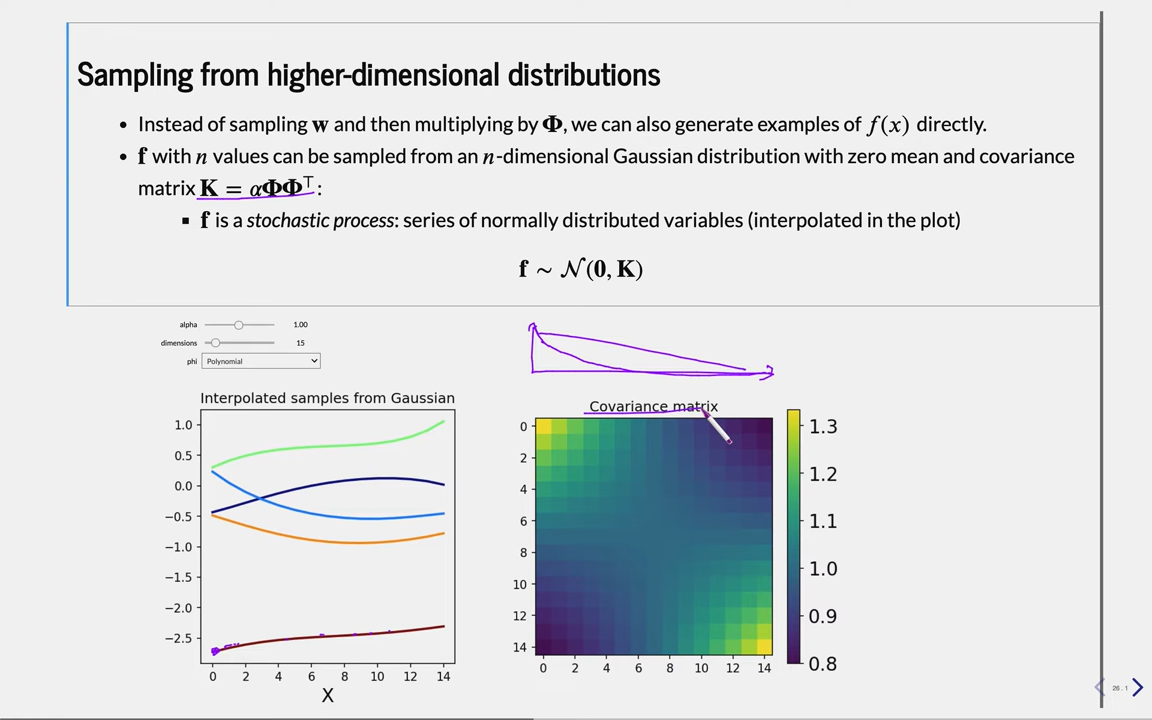 Sampling from higher-dimensional distributions
• Instead of sampling w and then multiplying by Φ, we can also generate examples of f(x) directly.
• f with n values can be sampled from an n-dimensional Gaussian distribution with zero mean and covariance
matrix K = αΦΦ⊤:
▪ f is a stochastic process: series of normally distributed variables (interpolated in the plot)
f ∼ 𝒩(0, K)
alpha 1.00
dimensions 15
phi Polynomial
Interpolated samples from Gaussian
1.0
0.5
0.0
−0.5
−1.0
−1.5
−2.0
−2.5
0 2 4 6 8 10 12 14
X
Covariance matrix
0
2
4
6
8
10
12
14
0 2 4 6 8 10 12 14
1.3
1.2
1.1
1.0
0.9
0.8
26.1